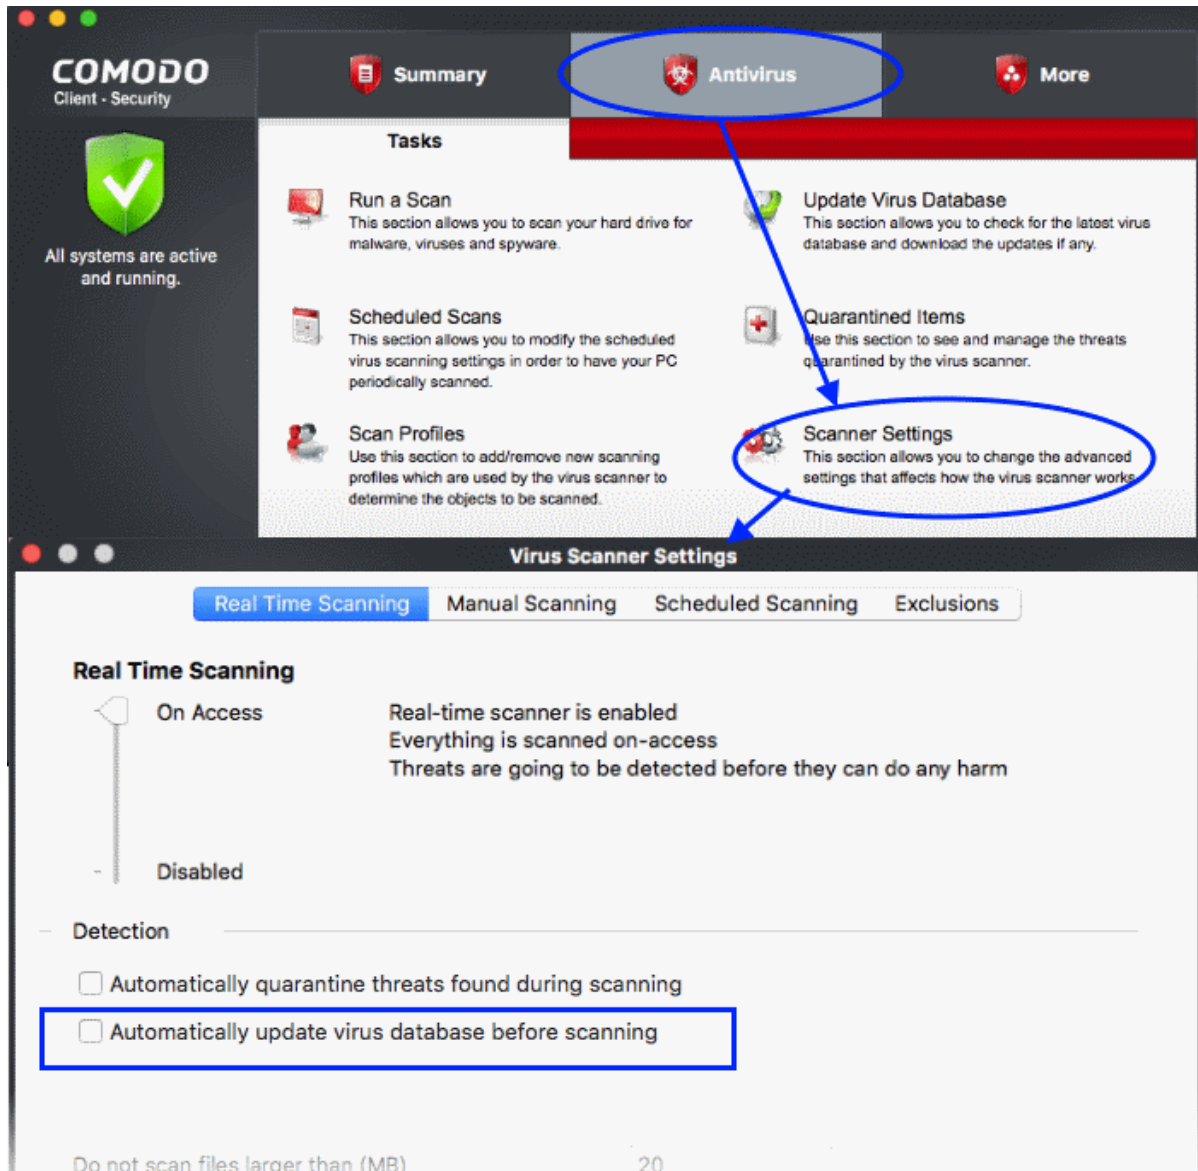 COMODO
Client - Security
Summary
Antivirus
More
Tasks
All systems are active
and running.
Run a Scan
This section allows you to scan your hard drive for
malware, viruses and spyware.
Update Virus Database
This section allows you to check for the latest virus
database and download the updates if any.
Scheduled Scans
This section allows you to modify the scheduled
virus scanning settings in order to have your PC
periodically scanned.
Quarantined Items
Use this section to see and manage the threats
quarantined by the virus scanner.
Scan Profiles
Use this section to add/remove new scanning
profiles which are used by the virus scanner to
determine the objects to be scanned.
Scanner Settings
This section allows you to change the advanced
settings that affects how the virus scanner works.
Virus Scanner Settings
Real Time Scanning
Manual Scanning
Scheduled Scanning
Exclusions
Real Time Scanning
On Access
Real-time scanner is enabled
Everything is scanned on-access
Threats are going to be detected before they can do any harm
Disabled
Detection
Automatically quarantine threats found during scanning
Automatically update virus database before scanning
Do not scan files larger than (MB)
20